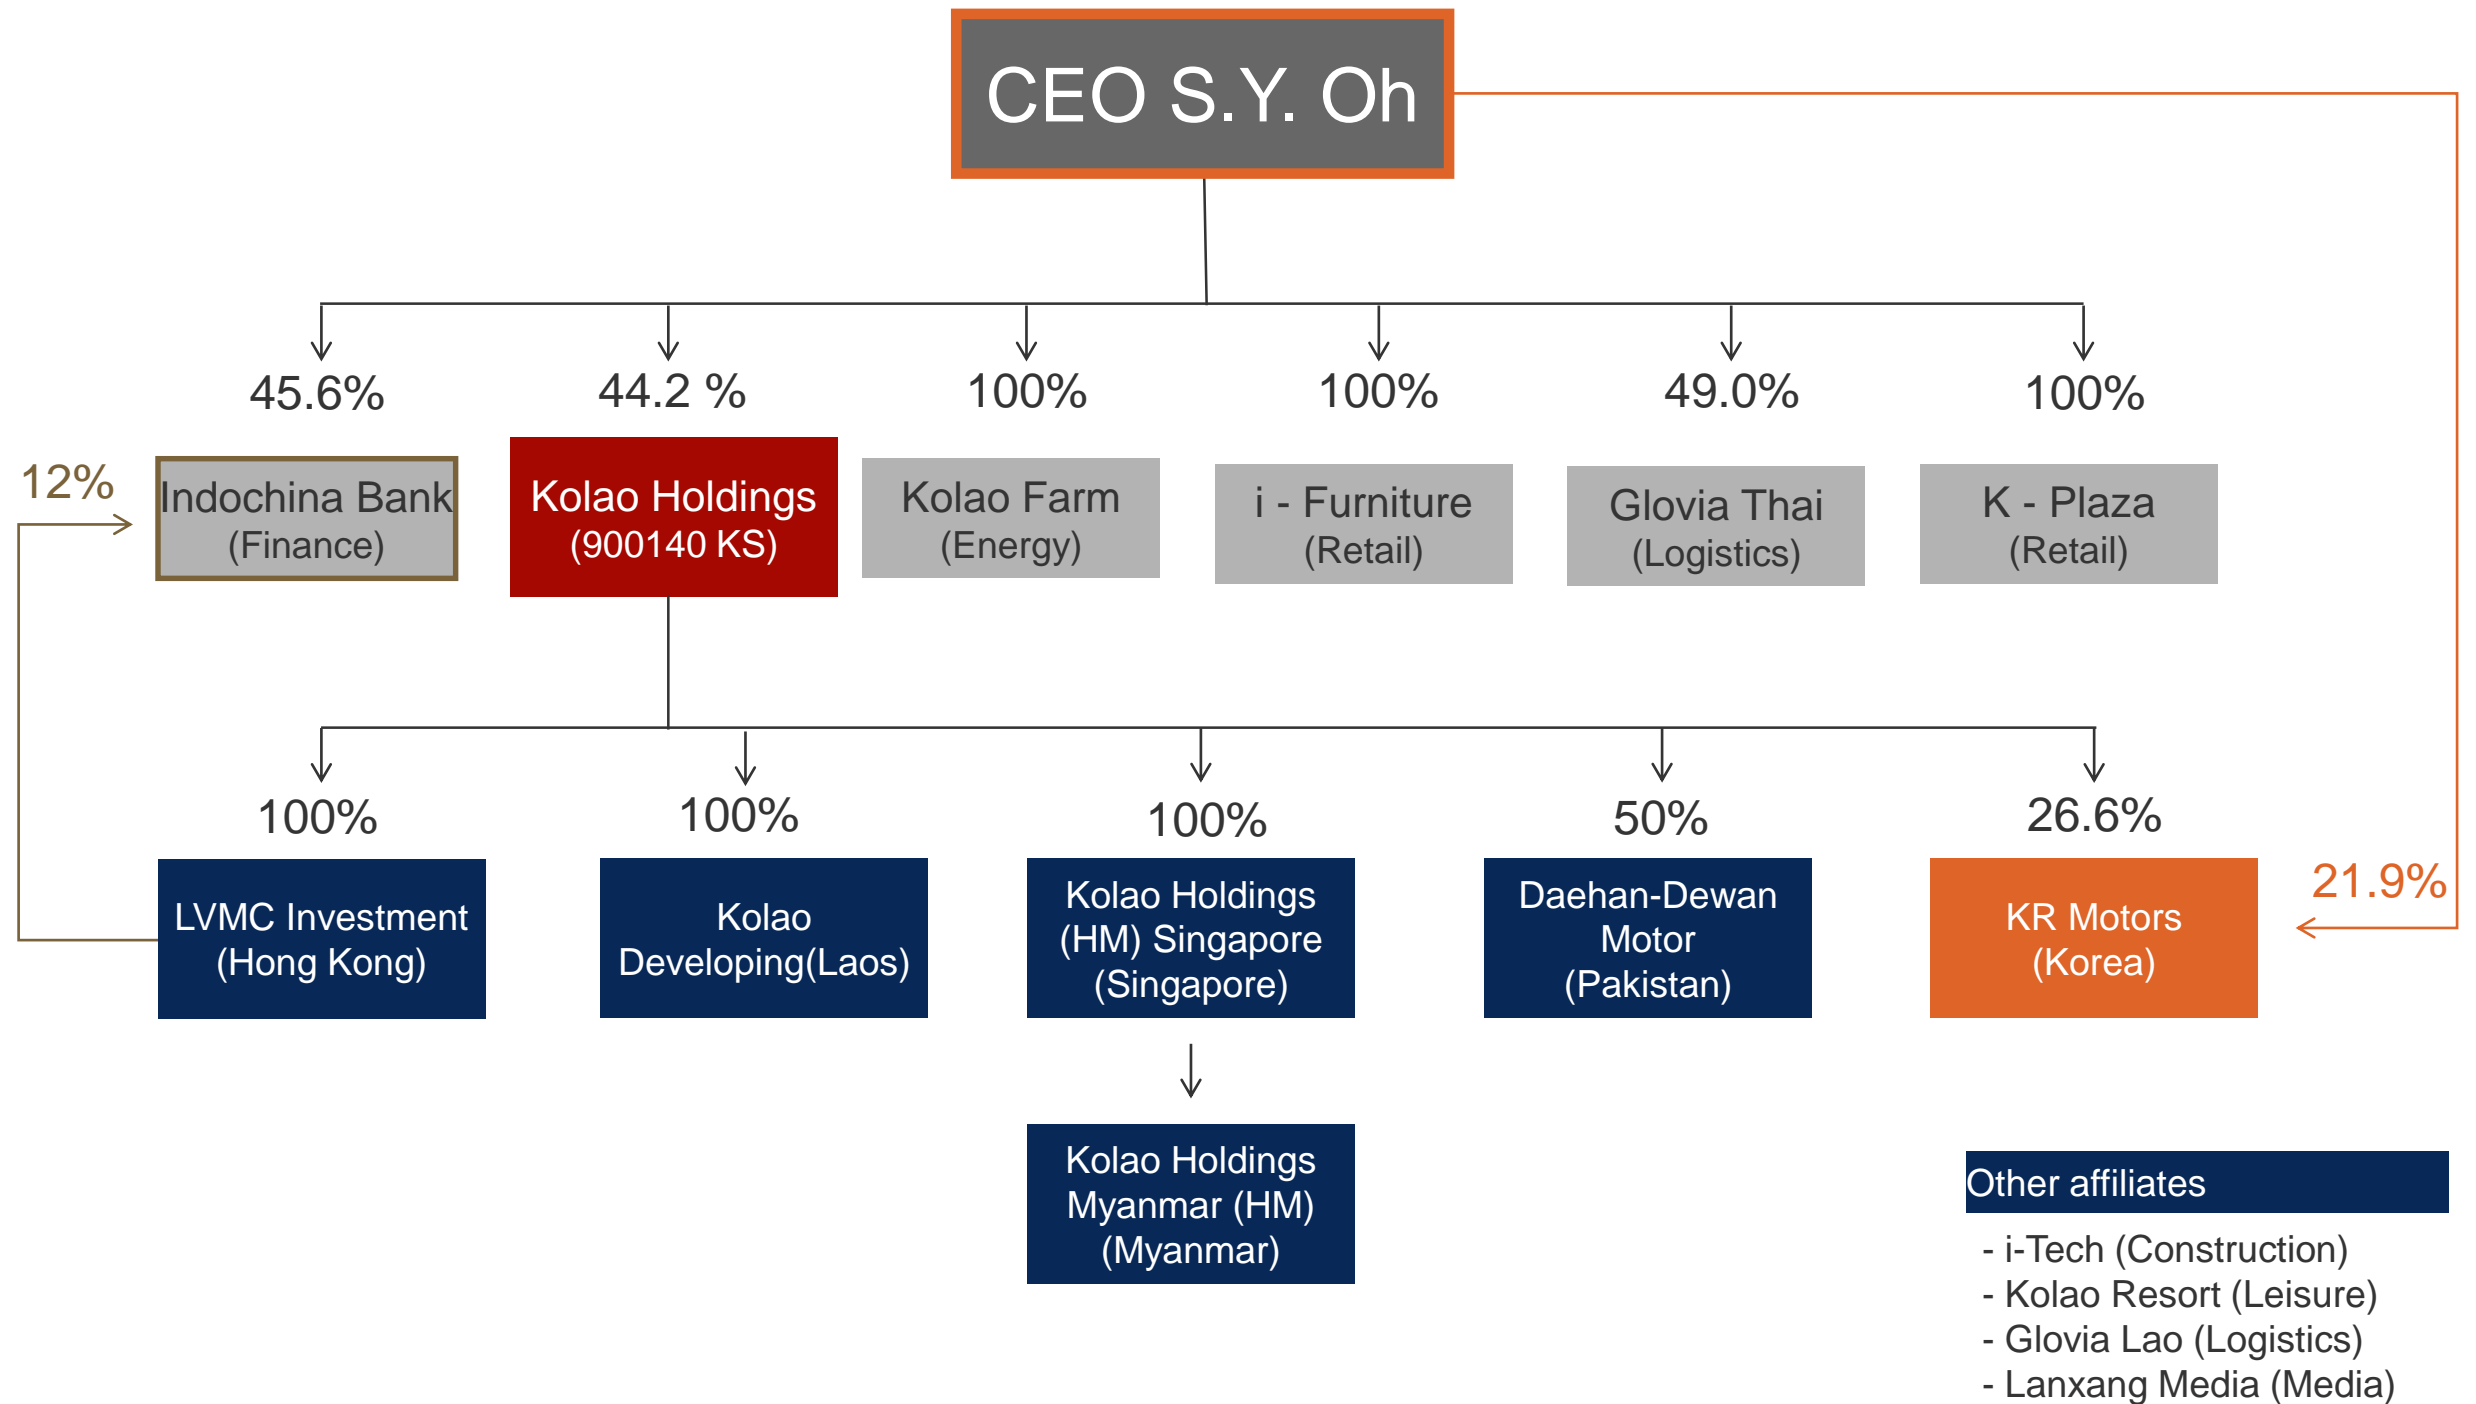 CEO S.Y. Oh
45.6%
44.2 %
100%
100%
49.0%
100%
12%
Indochina Bank
(Finance)
Kolao Holdings
(900140 KS)
Kolao Farm
(Energy)
i - Furniture
(Retail)
Glovia Thai
(Logistics)
K - Plaza
(Retail)
100%
100%
100%
50%
26.6%
21.9%
LVMC Investment
(Hong Kong)
Kolao
Developing(Laos)
Kolao Holdings
(HM) Singapore
(Singapore)
Daehan-Dewan
Motor
(Pakistan)
KR Motors
(Korea)
Kolao Holdings
Myanmar (HM)
(Myanmar)
Other affiliates
- i-Tech (Construction)
- Kolao Resort (Leisure)
- Glovia Lao (Logistics)
- Lanxang Media (Media)